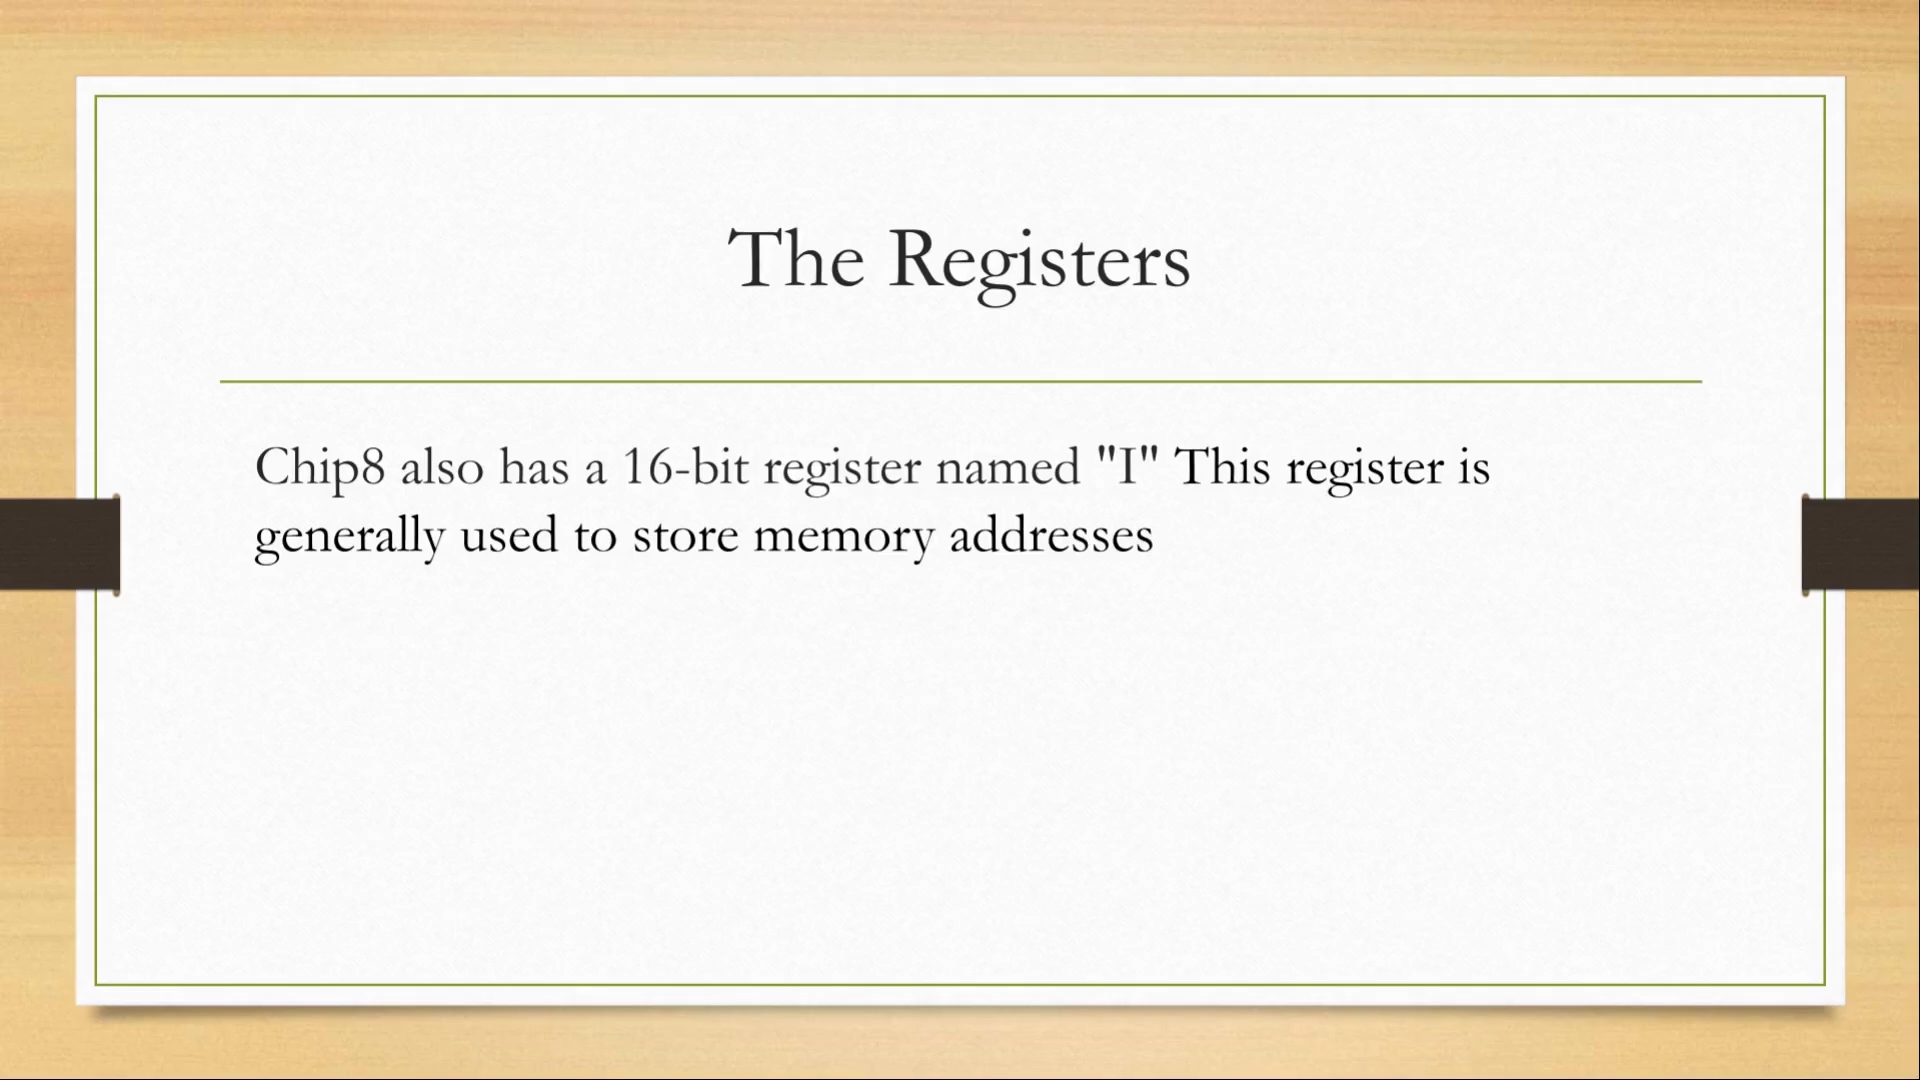 The Registers
Chip8 also has a 16-bit register named "I" This register is
generally used to store memory addresses